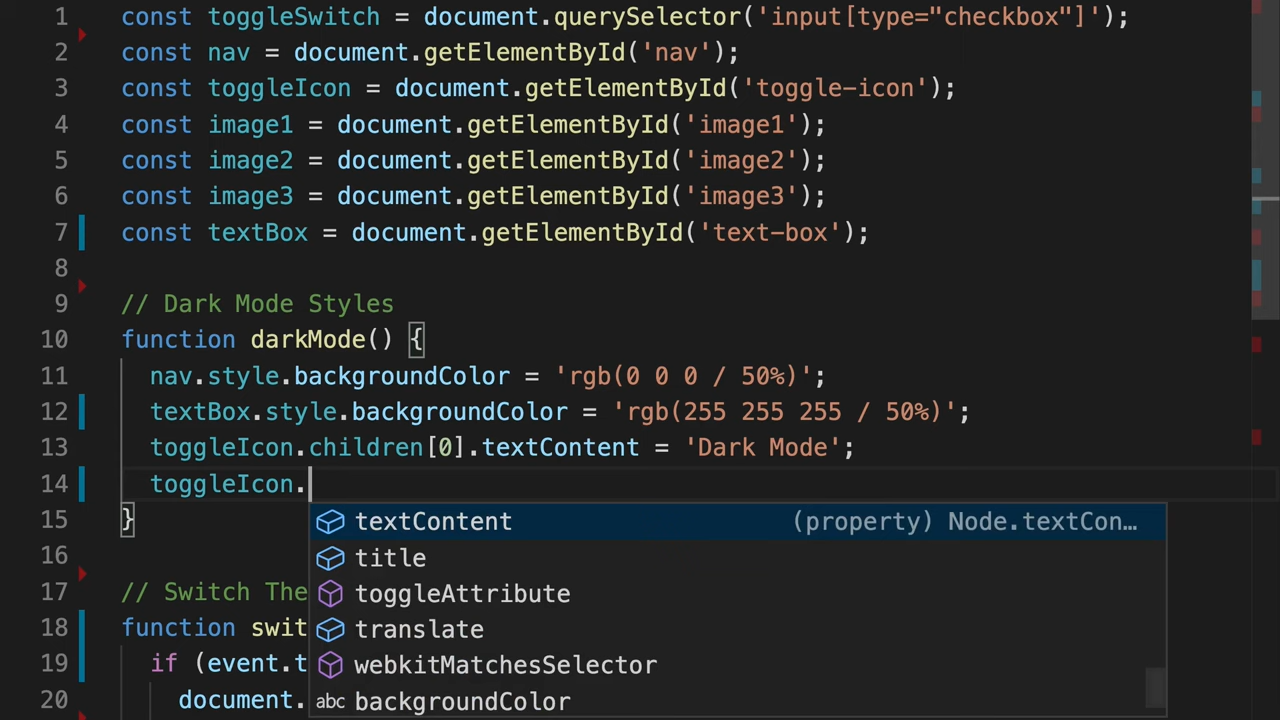 1 const toggleSwitch = document.querySelector('input[type="checkbox"]');
2 const nav = document.getElementById('nav');
3 const toggleIcon = document.getElementById('toggle-icon');
4 const image1 = document.getElementById('image1');
5 const image2 = document.getElementById('image2');
6 const image3 = document.getElementById('image3');
7 const textBox = document.getElementById('text-box');
8
9 // Dark Mode Styles
10 function darkMode() {
11 nav.style.backgroundColor = 'rgb(0 0 0 / 50%)';
12 textBox.style.backgroundColor = 'rgb(255 255 255 / 50%)';
13 toggleIcon.children[0].textContent = 'Dark Mode';
14 toggleIcon.
15 }
textContent (property) Node.textCon…
16
title
17 // Switch The
toggleAttribute
18 function swit
translate
19 if (event.t
webkitMatchesSelector
20 document.
abc backgroundColor